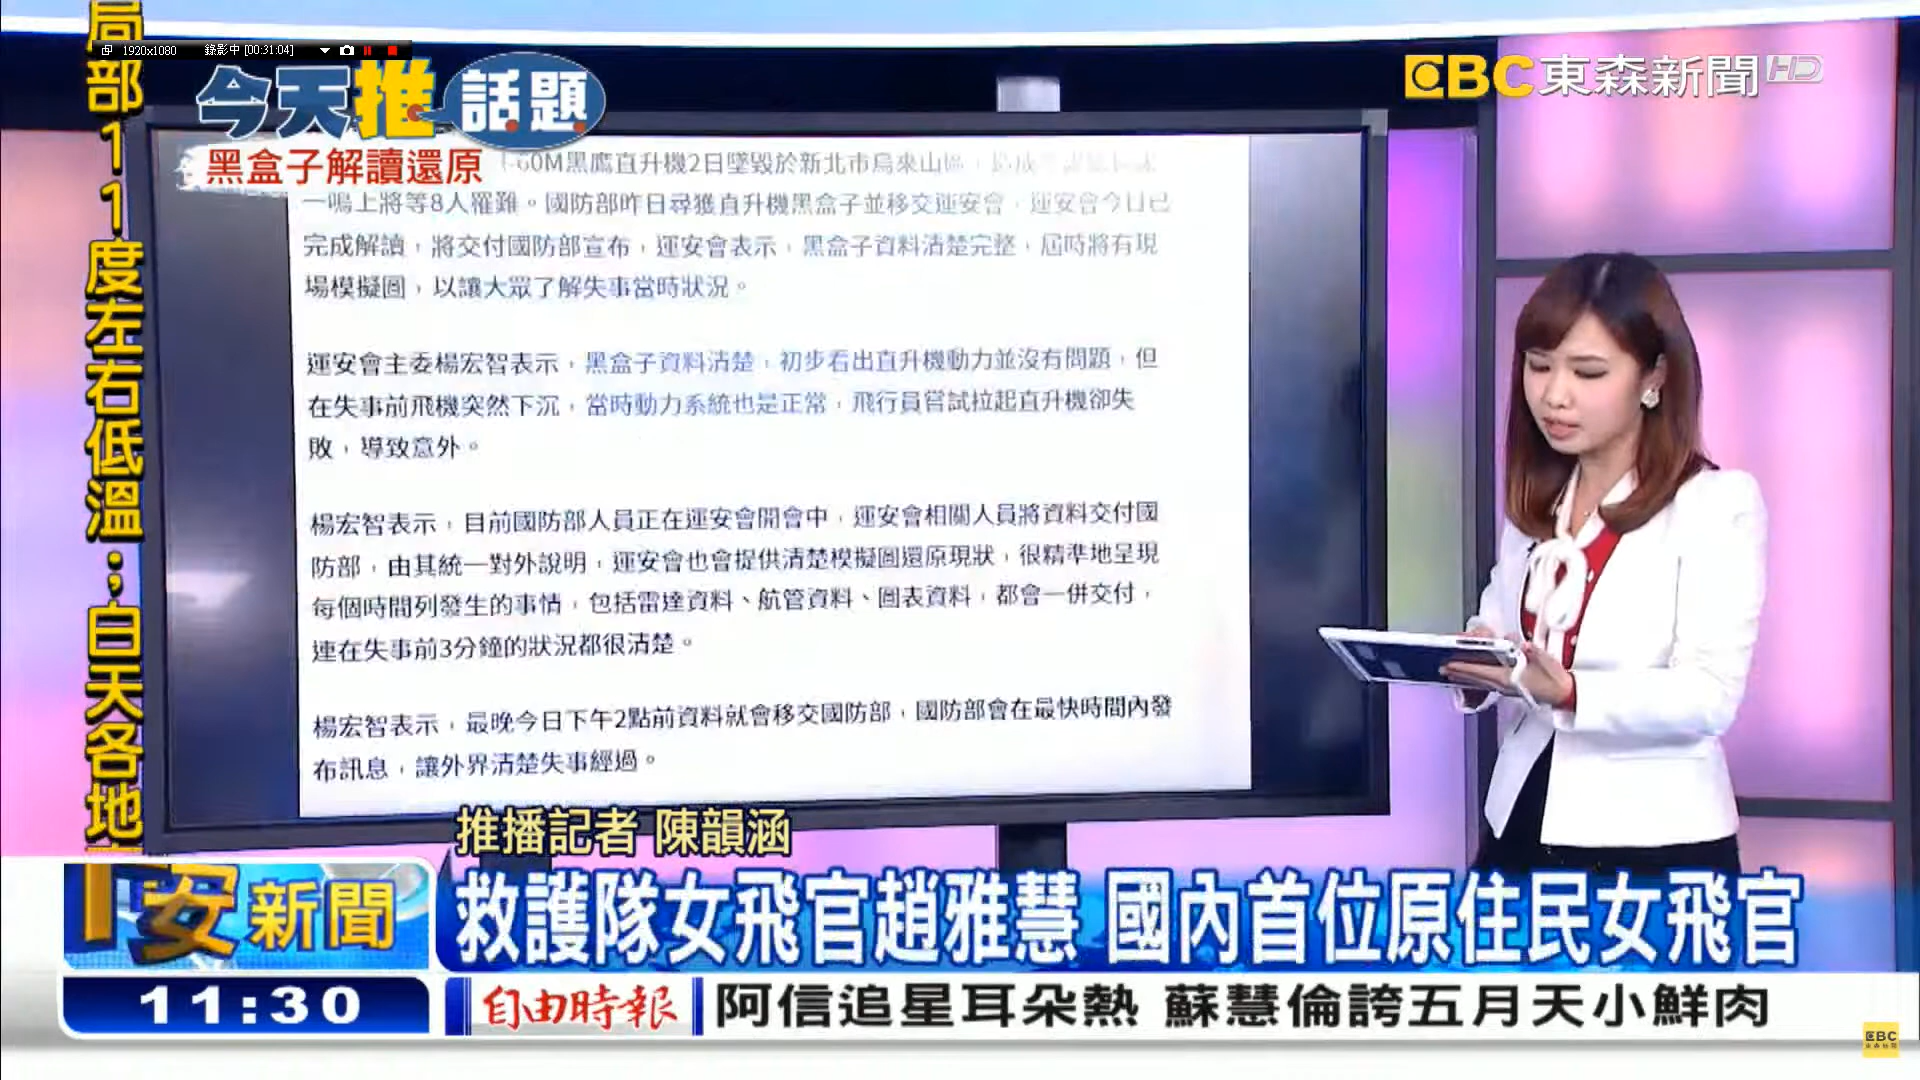 1920x1080 錄影中 [00:31:04]
今天推話題
EBC東森新聞HD
黑盒子解讀還原
60M黑鷹直升機2日墜毀於新北市烏來山
一鳴上將等8人罹難。國防部昨日尋獲直升機黑盒子並移交運安會，運安會今日已
完成解讀，將交付國防部宣布，運安會表示，黑盒子資料清楚完整，屆時將有現
場模擬圖，以讓大眾了解失事當時狀況。
運安會主委楊宏智表示，黑盒子資料清楚，初步看出直升機動力並沒有問題，但
在失事前飛機突然下沉，當時動力系統也是正常，飛行員嘗試拉起直升機卻失
敗，導致意外。
楊宏智表示，目前國防部人員正在運安會開會中，運安會相關人員將資料交付國
防部，由其統一對外說明，運安會也會提供清楚模擬圖還原現狀，很精準地呈現
每個時間列發生的事情，包括雷達資料、航管資料、圖表資料，都會一併交付，
連在失事前3分鐘的狀況都很清楚。
楊宏智表示，最晚今日下午2點前資料就會移交國防部，國防部會在最快時間內發
布訊息，讓外界清楚失事經過。
局部11度左右低溫；白天各地
推播記者 陳韻涵
安新聞
救護隊女飛官趙雅慧 國內首位原住民女飛官
11:30
自由時報
阿信追星耳朵熱 蘇慧倫誇五月天小鮮肉
EBC